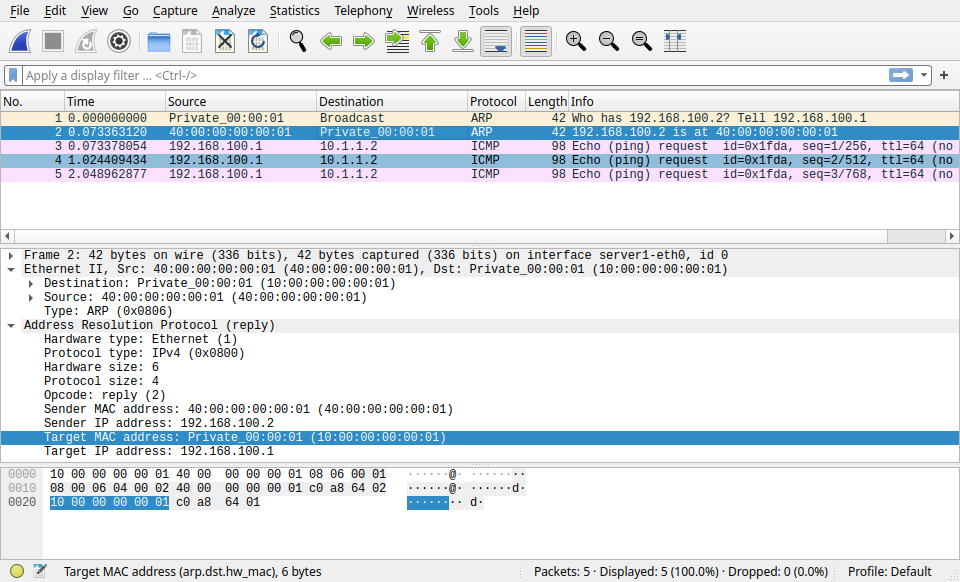 File Edit View Go Capture Analyze Statistics Telephony Wireless Tools Help
Apply a display filter ... <Ctrl-/>
No. Time Source Destination Protocol Length Info
1 0.000000000 Private_00:00:01 Broadcast ARP 42 Who has 192.168.100.2? Tell 192.168.100.1
2 0.073363120 40:00:00:00:00:01 Private_00:00:01 ARP 42 192.168.100.2 is at 40:00:00:00:00:01
3 0.073378054 192.168.100.1 10.1.1.2 ICMP 98 Echo (ping) request id=0x1fda, seq=1/256, ttl=64 (no
4 1.024409434 192.168.100.1 10.1.1.2 ICMP 98 Echo (ping) request id=0x1fda, seq=2/512, ttl=64 (no
5 2.048962877 192.168.100.1 10.1.1.2 ICMP 98 Echo (ping) request id=0x1fda, seq=3/768, ttl=64 (no
Frame 2: 42 bytes on wire (336 bits), 42 bytes captured (336 bits) on interface server1-eth0, id 0
Ethernet II, Src: 40:00:00:00:00:01 (40:00:00:00:00:01), Dst: Private_00:00:01 (10:00:00:00:00:01)
Destination: Private_00:00:01 (10:00:00:00:00:01)
Source: 40:00:00:00:00:01 (40:00:00:00:00:01)
Type: ARP (0x0806)
Address Resolution Protocol (reply)
Hardware type: Ethernet (1)
Protocol type: IPv4 (0x0800)
Hardware size: 6
Protocol size: 4
Opcode: reply (2)
Sender MAC address: 40:00:00:00:00:01 (40:00:00:00:00:01)
Sender IP address: 192.168.100.2
Target MAC address: Private_00:00:01 (10:00:00:00:00:01)
Target IP address: 192.168.100.1
0000 10 00 00 00 00 01 40 00 00 00 00 01 08 06 00 01 ······@· ········
0010 08 00 06 04 00 02 40 00 00 00 00 01 c0 a8 64 02 ······@· ······d·
0020 10 00 00 00 00 01 c0 a8 64 01 ········ d·
Target MAC address (arp.dst.hw_mac), 6 bytes Packets: 5 · Displayed: 5 (100.0%) · Dropped: 0 (0.0%) Profile: Default